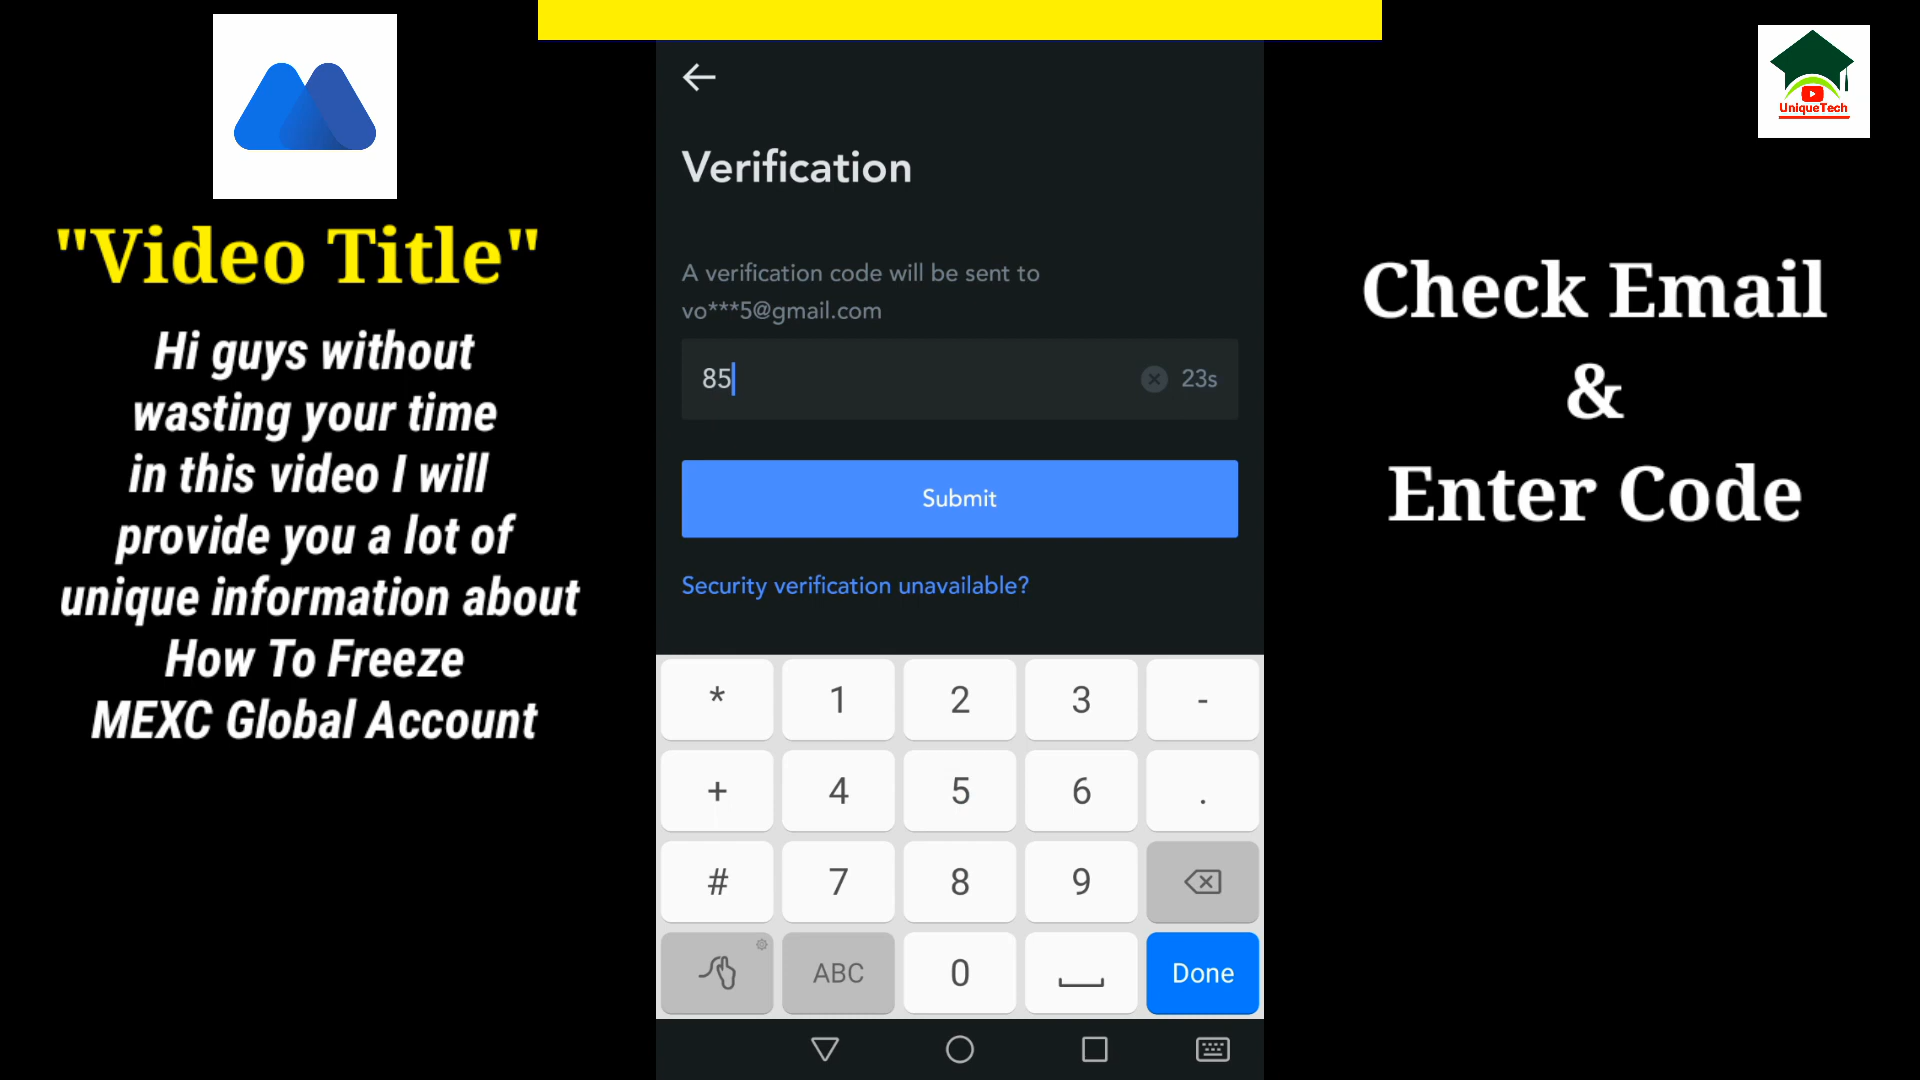 "Video Title"
Hi guys without
wasting your time
in this video I will
provide you a lot of
unique information about
How To Freeze
MEXC Global Account
Verification
A verification code will be sent to
vo***5@gmail.com
85
23s
Submit
Security verification unavailable?
* 1 2 3 -
+ 4 5 6 .
# 7 8 9
ABC 0 Done
UniqueTech
Check Email
&
Enter Code